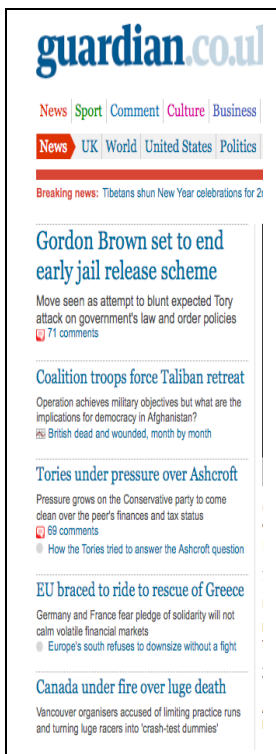 guardian.co.u
News Sport Comment Culture Business
News UK World United States Politics
Breaking news: Tibetans shun New Year celebrations for
Gordon Brown set to end
early jail release scheme
Move seen as attempt to blunt expected Tory
attack on government's law and order policies
71 comments
Coalition troops force Taliban retreat
Operation achieves military objectives but what are the
implications for democracy in Afghanistan?
British dead and wounded, month by month
Tories under pressure over Ashcroft
Pressure grows on the Conservative party to come
clean over the peer's finances and tax status
69 comments
How the Tories tried to answer the Ashcroft question
EU braced to ride to rescue of Greece
Germany and France fear pledge of solidarity will not
calm volatile financial markets
Europe's south refuses to downsize without a fight
Canada under fire over luge death
Vancouver organisers accused of limiting practice runs
and turning luge racers into 'crash-test dummies'